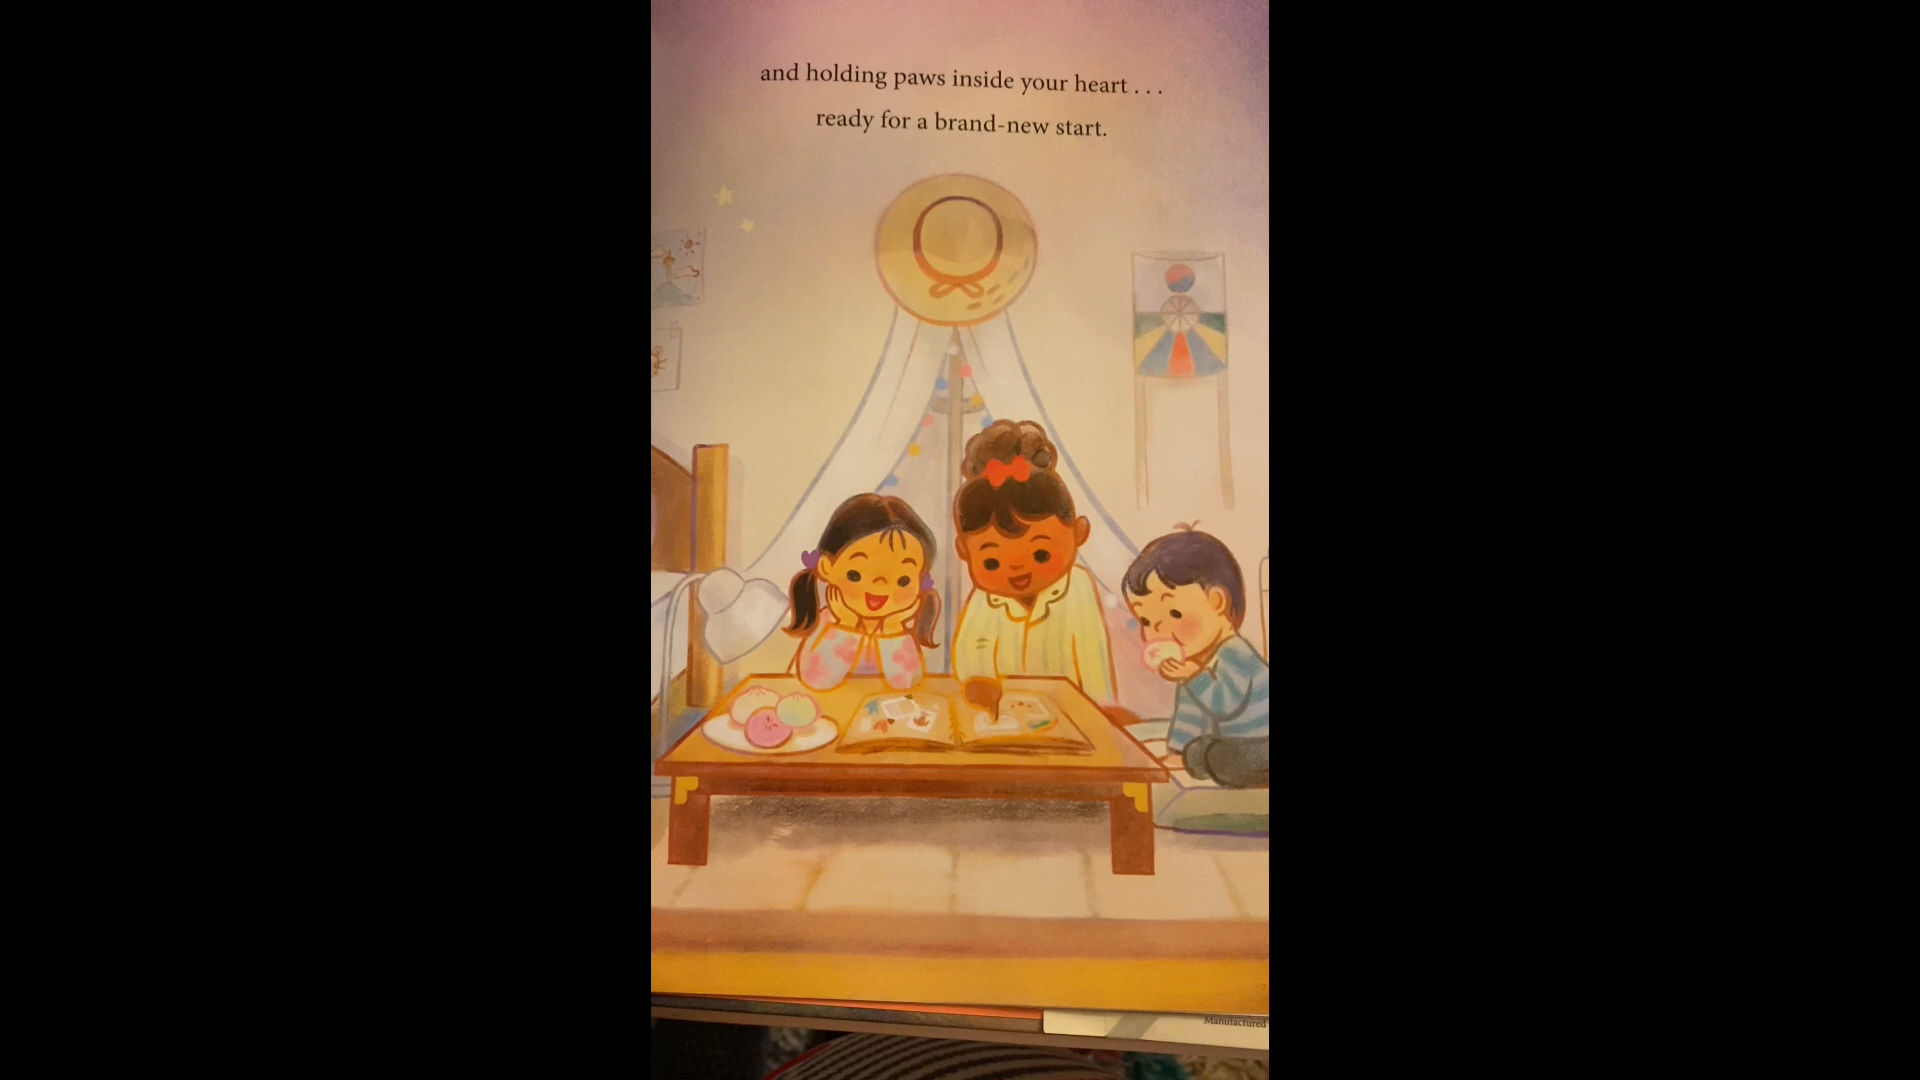 and holding paws inside your heart . . .
ready for a brand-new start.
Manufactured